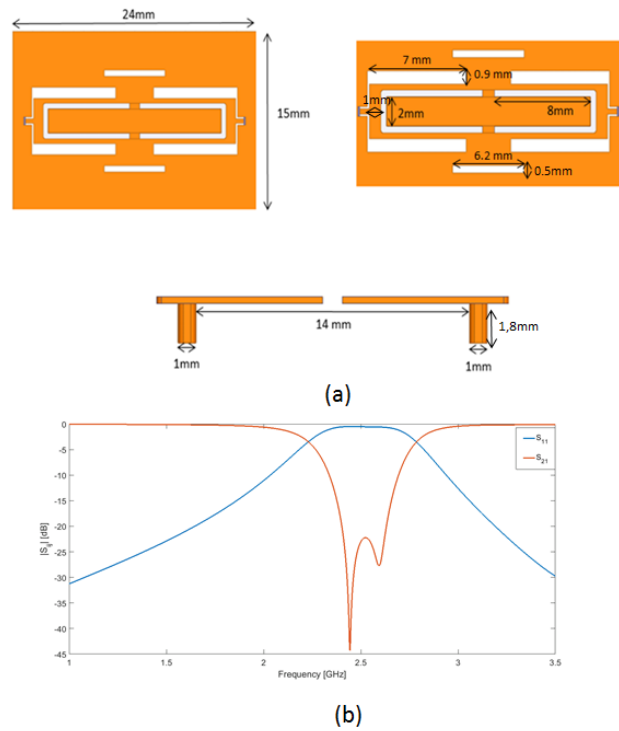 24mm
15mm
7 mm
0.9 mm
1mm
2mm
8mm
6.2 mm
0.5mm
14 mm
1,8mm
1mm
1mm
(a)
0
-5
-10
-15
-20
-25
-30
-35
-40
-45
|Sij| [dB]
S11
S21
1
1.5
2
2.5
3
3.5
Frequency [GHz]
(b)